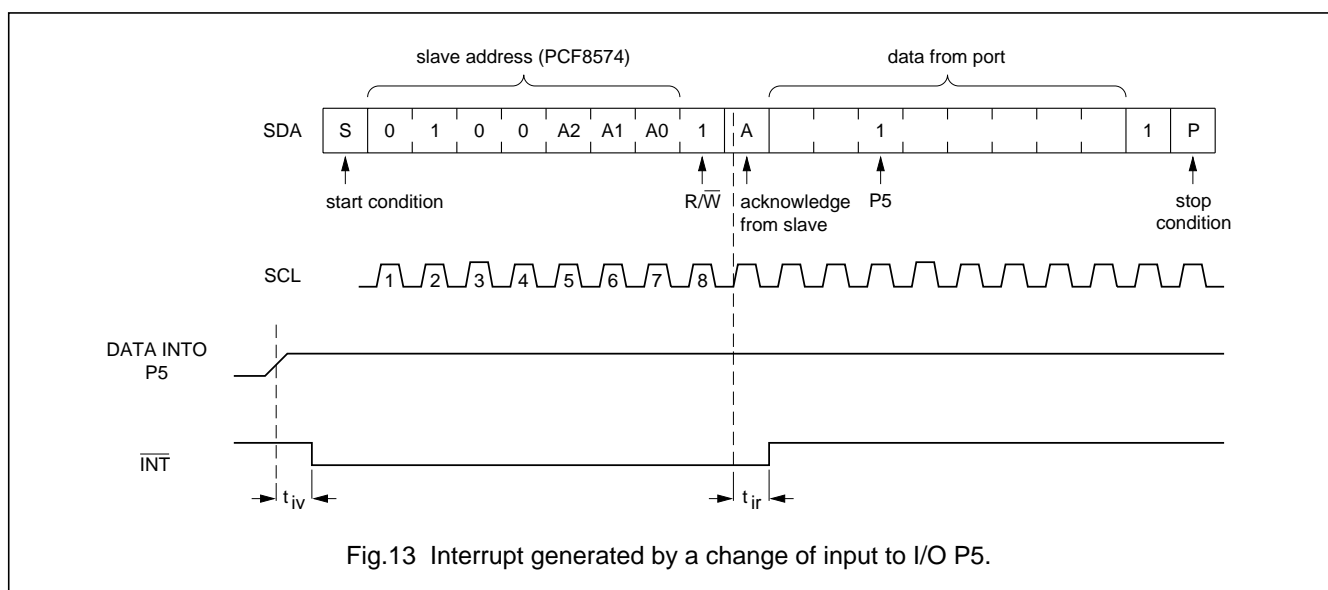 slave address (PCF8574) data from port
SDA S 0 1 0 0 A2 A1 A0 1 A 1 1 P
start condition R/W acknowledge from slave P5 stop condition
SCL 1 2 3 4 5 6 7 8
DATA INTO P5
INT
t iv t ir
Fig.13 Interrupt generated by a change of input to I/O P5.